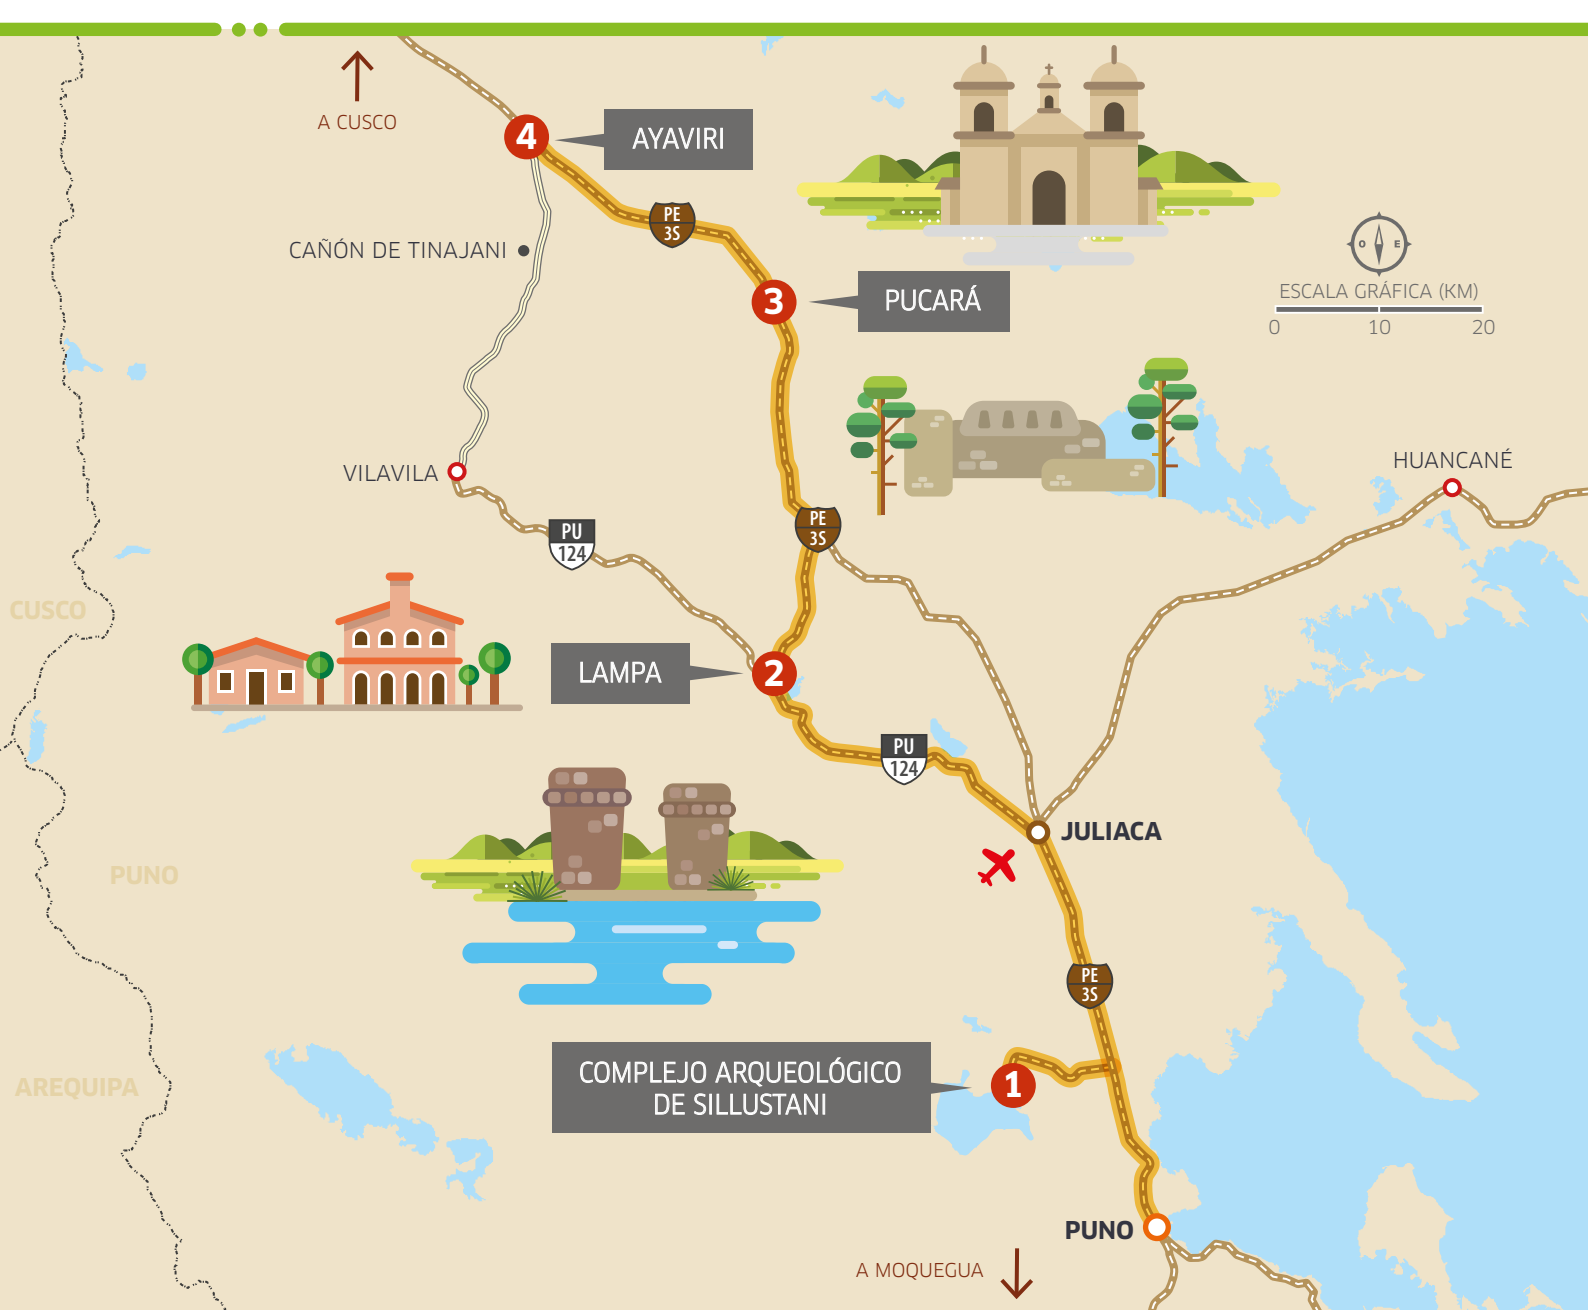 A CUSCO
4
AYAVIRI
PE
3S
CAÑÓN DE TINAJANI
3
PUCARÁ
O
E
ESCALA GRÁFICA (KM)
0
10
20
VILAVILA
HUANCANÉ
PU
124
PE
3S
CUSCO
LAMPA
2
PU
124
JULIACA
PUNO
PE
3S
COMPLEJO ARQUEOLÓGICO
DE SILLUSTANI
1
AREQUIPA
PUNO
A MOQUEGUA